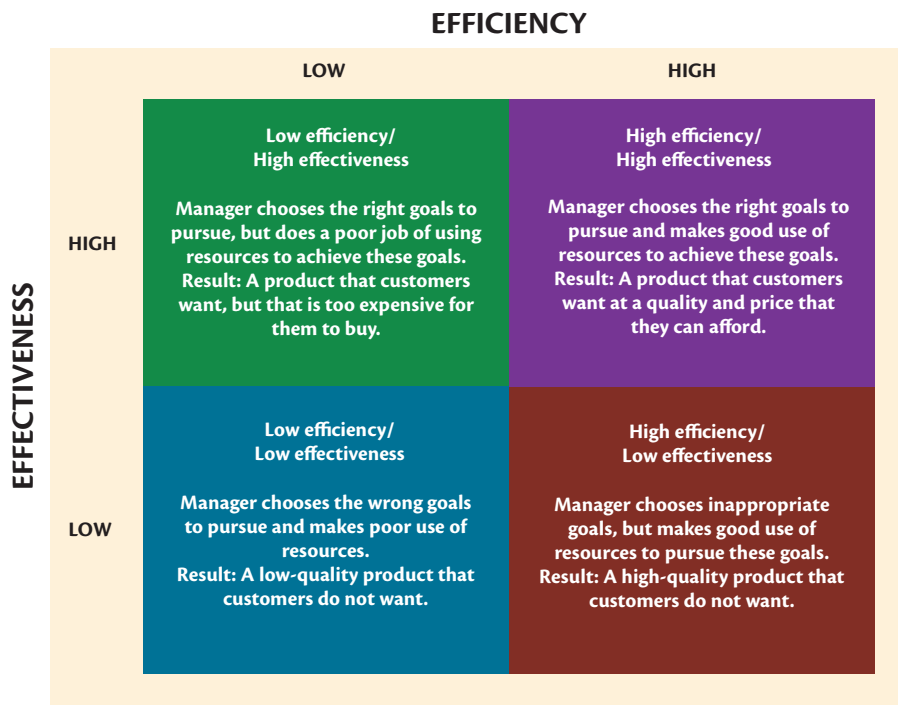 EFFICIENCY
LOW
HIGH
EFFECTIVENESS
HIGH
Low efficiency/
High effectiveness
Manager chooses the right goals to
pursue, but does a poor job of using
resources to achieve these goals.
Result: A product that customers
want, but that is too expensive for
them to buy.
High efficiency/
High effectiveness
Manager chooses the right goals to
pursue and makes good use of
resources to achieve these goals.
Result: A product that customers
want at a quality and price that
they can afford.
LOW
Low efficiency/
Low effectiveness
Manager chooses the wrong goals
to pursue and makes poor use of
resources.
Result: A low-quality product that
customers do not want.
High efficiency/
Low effectiveness
Manager chooses inappropriate
goals, but makes good use of
resources to pursue these goals.
Result: A high-quality product that
customers do not want.